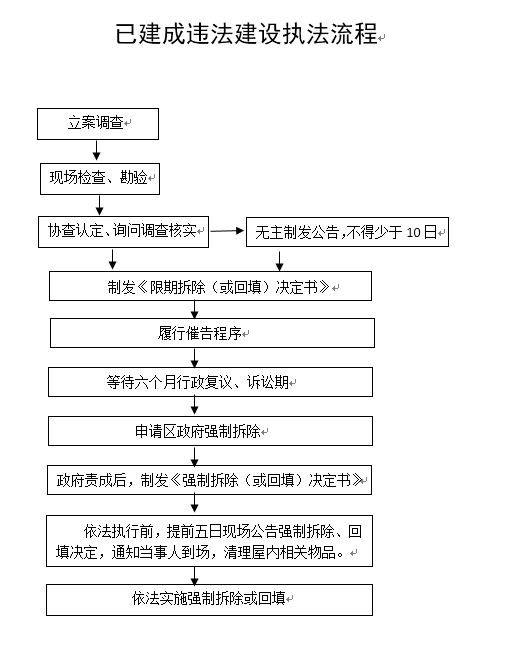 已建成违法建设执法流程
立案调查
现场检查、勘验
协查认定、询问调查核实
无主制发公告,不得少于10日
制发《限期拆除（或回填）决定书》
履行催告程序
等待六个月行政复议、诉讼期
申请区政府强制拆除
政府责成后，制发《强制拆除（或回填）决定书》
依法执行前，提前五日现场公告强制拆除、回
填决定，通知当事人到场，清理屋内相关物品。
依法实施强制拆除或回填